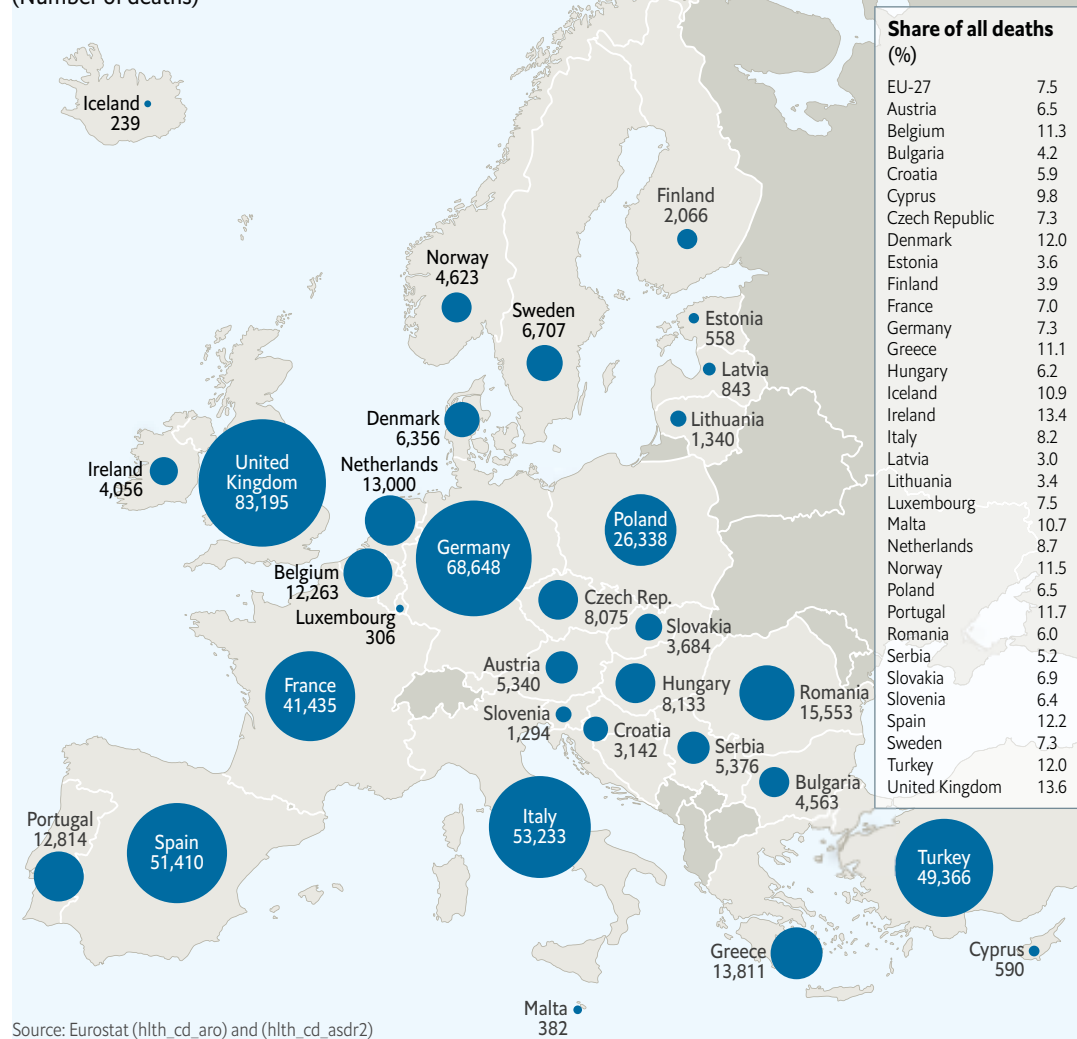 (Number of deaths)
Iceland
239
Finland
2,066
Norway
4,623
Sweden
6,707
Estonia
558
Latvia
843
Denmark
6,356
Lithuania
1,340
Ireland
4,056
United
Kingdom
83,195
Netherlands
13,000
Poland
26,338
Germany
68,648
Belgium
12,263
Luxembourg
306
Czech Rep.
8,075
Slovakia
3,684
Austria
5,340
Hungary
8,133
France
41,435
Romania
15,553
Slovenia
1,294
Croatia
3,142
Serbia
5,376
Bulgaria
4,563
Portugal
12,814
Spain
51,410
Italy
53,233
Turkey
49,366
Greece
13,811
Cyprus
590
Malta
382
Source: Eurostat (hlth_cd_aro) and (hlth_cd_asdr2)
Share of all deaths
(%)
EU-27 7.5
Austria 6.5
Belgium 11.3
Bulgaria 4.2
Croatia 5.9
Cyprus 9.8
Czech Republic 7.3
Denmark 12.0
Estonia 3.6
Finland 3.9
France 7.0
Germany 7.3
Greece 11.1
Hungary 6.2
Iceland 10.9
Ireland 13.4
Italy 8.2
Latvia 3.0
Lithuania 3.4
Luxembourg 7.5
Malta 10.7
Netherlands 8.7
Norway 11.5
Poland 6.5
Portugal 11.7
Romania 6.0
Serbia 5.2
Slovakia 6.9
Slovenia 6.4
Spain 12.2
Sweden 7.3
Turkey 12.0
United Kingdom 13.6